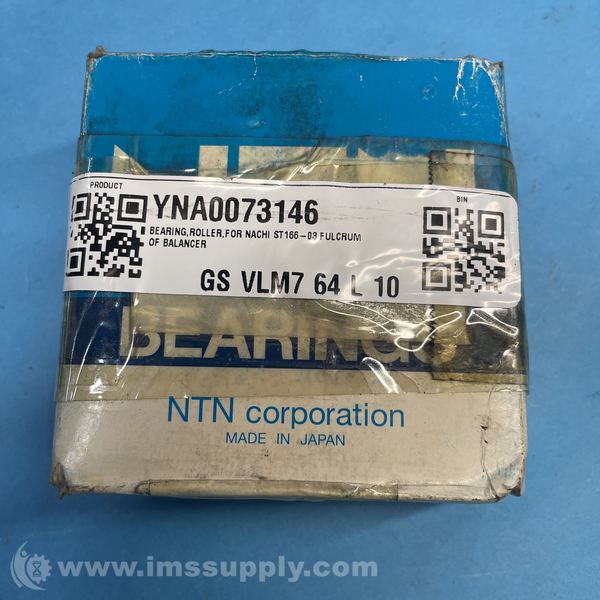 PRODUCT
BIN
YNA0073146
BEARING,ROLLER,FOR NACHI ST166-03 FULCRUM
OF BALANCER
GS VLM7 64 L 10
BEARINGS
NTN corporation
MADE IN JAPAN
www.imssupply.com